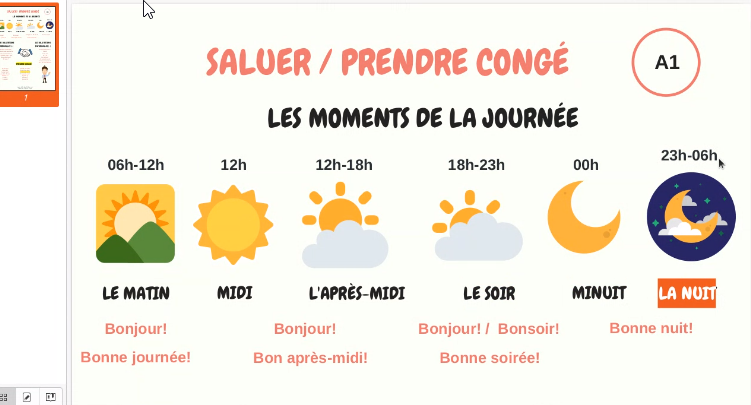 SALUER / PRENDRE CONGÉ
A1
LES MOMENTS DE LA JOURNÉE
06h-12h 12h 12h-18h 18h-23h 00h 23h-06h
LE MATIN MIDI L'APRÈS-MIDI LE SOIR MINUIT LA NUIT
Bonjour! Bonjour! Bonjour! / Bonsoir! Bonne nuit!
Bonne journée! Bon après-midi! Bonne soirée!
1